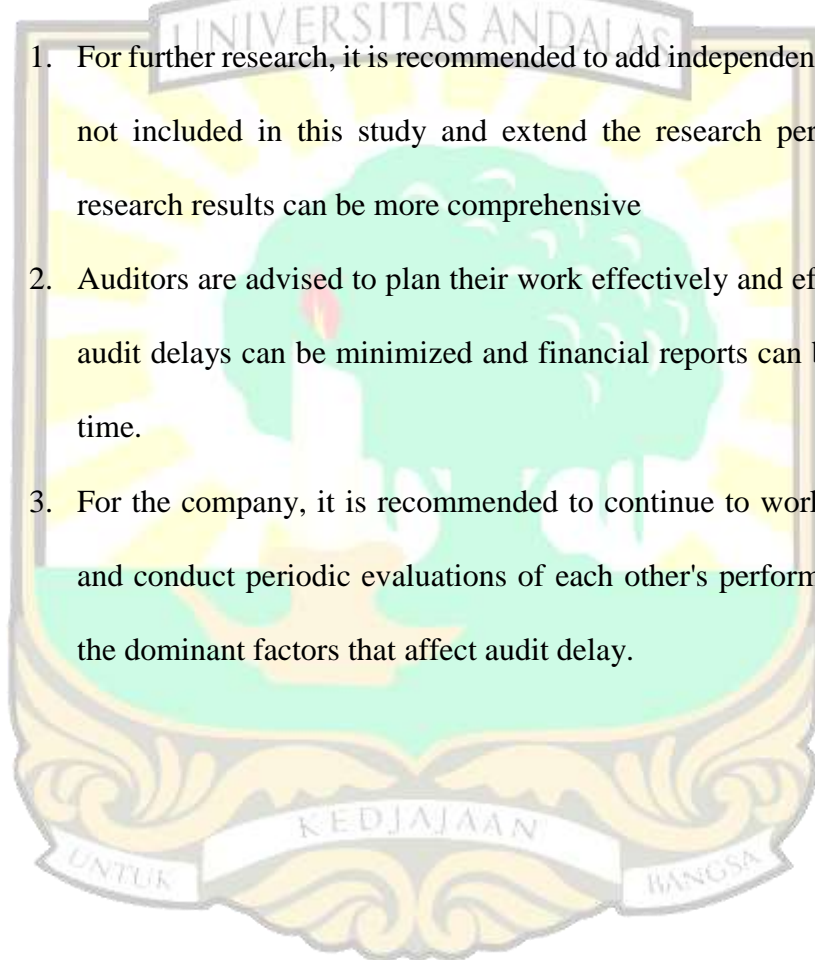 UNIVERSITAS ANDALAS
1. For further research, it is recommended to add independen
not included in this study and extend the research per
research results can be more comprehensive
2. Auditors are advised to plan their work effectively and ef
audit delays can be minimized and financial reports can b
time.
3. For the company, it is recommended to continue to work
and conduct periodic evaluations of each other's perform
the dominant factors that affect audit delay.
KEDJAJAAN
UNTUK
BANGSA